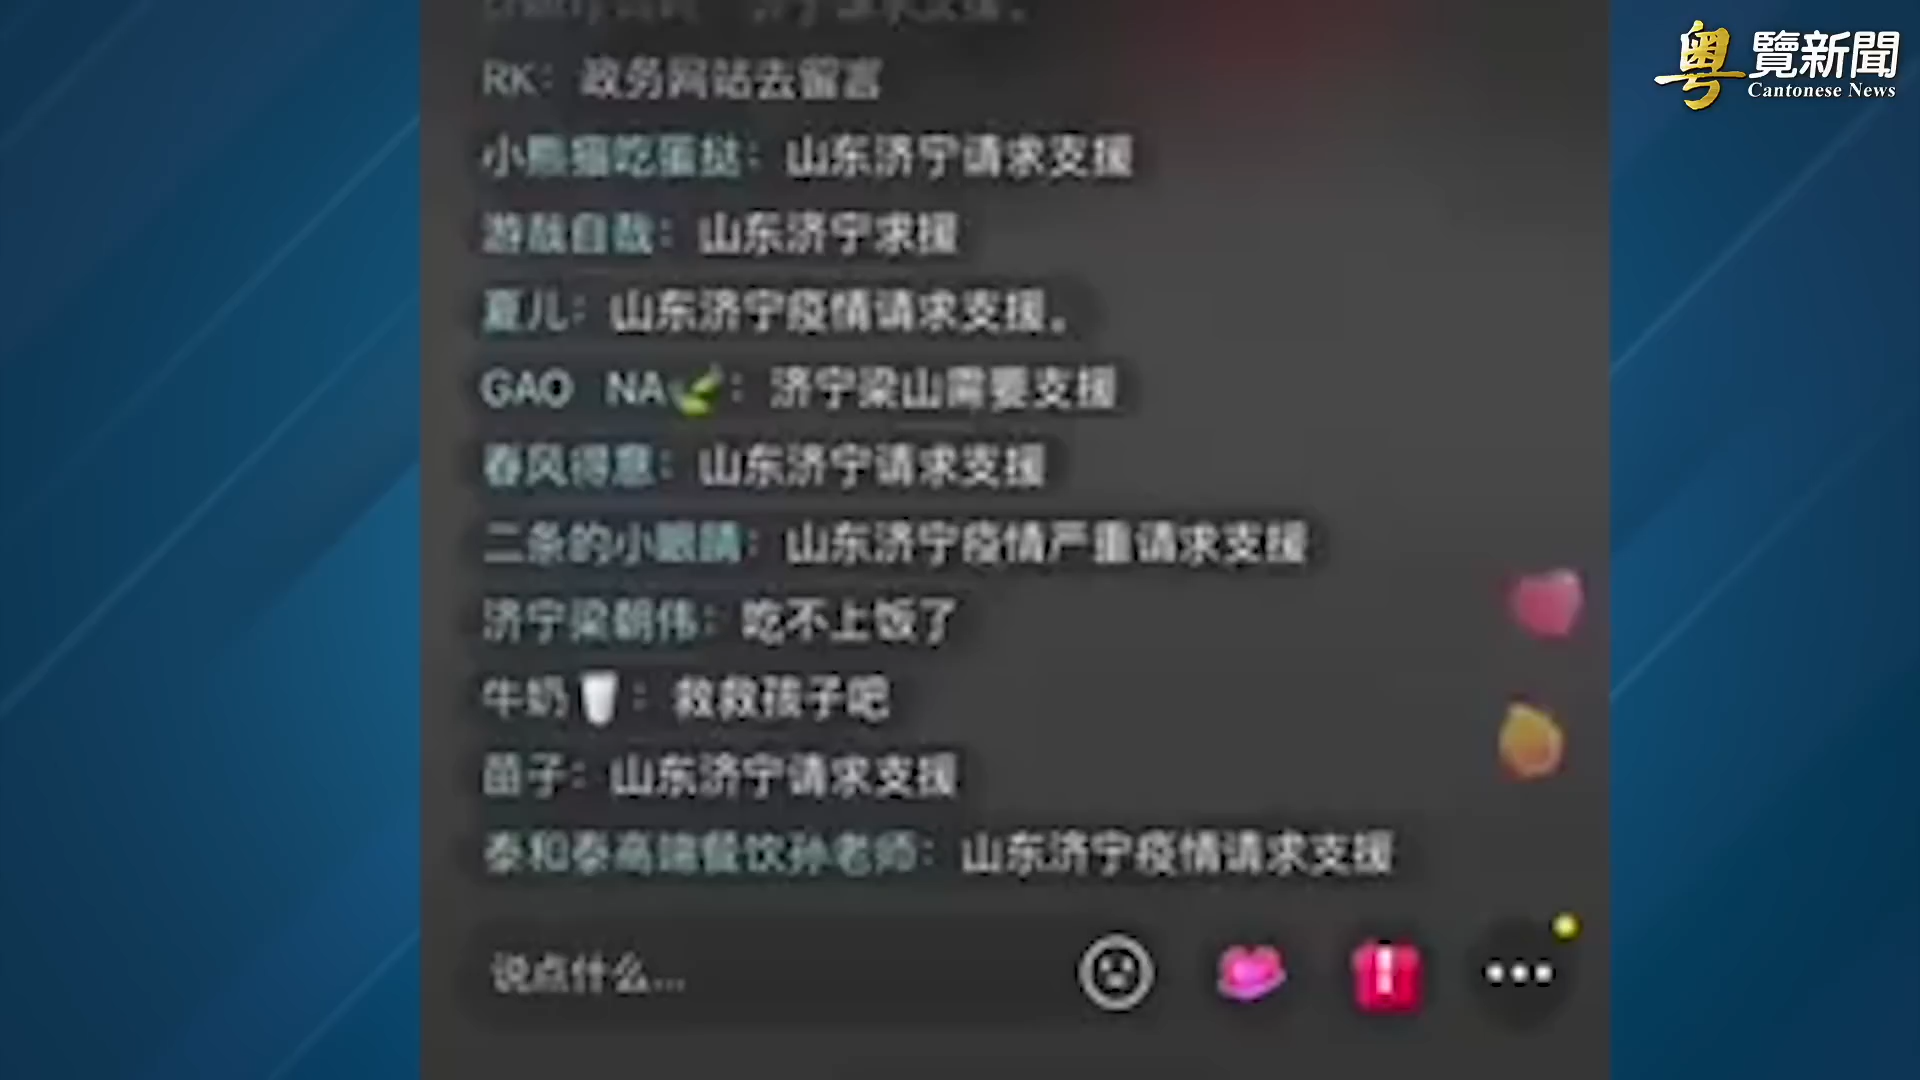 RK：政务网站去留言
小熊猫吃蛋挞：山东济宁请求支援
游哉自哉：山东济宁求援
夏儿：山东济宁疫情请求支援。
GAO NA：济宁梁山需要支援
春风得意：山东济宁请求支援
二条的小眼睛：山东济宁疫情严重请求支援
济宁梁朝伟：吃不上饭了
牛奶：救救孩子吧
苗子：山东济宁请求支援
泰和泰高端餐饮孙老师：山东济宁疫情请求支援
说点什么...
粤覽新聞
Cantonese News